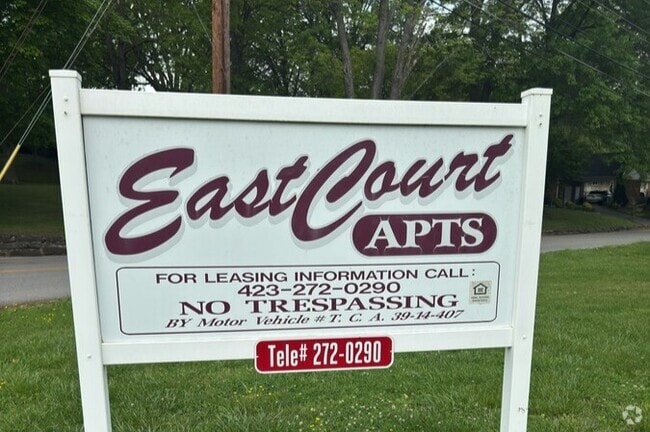 East Court
APTS
FOR LEASING INFORMATION CALL:
423-272-0290
NO TRESPASSING
BY Motor Vehicle # T. C. A. 39-14-407
Tele# 272-0290